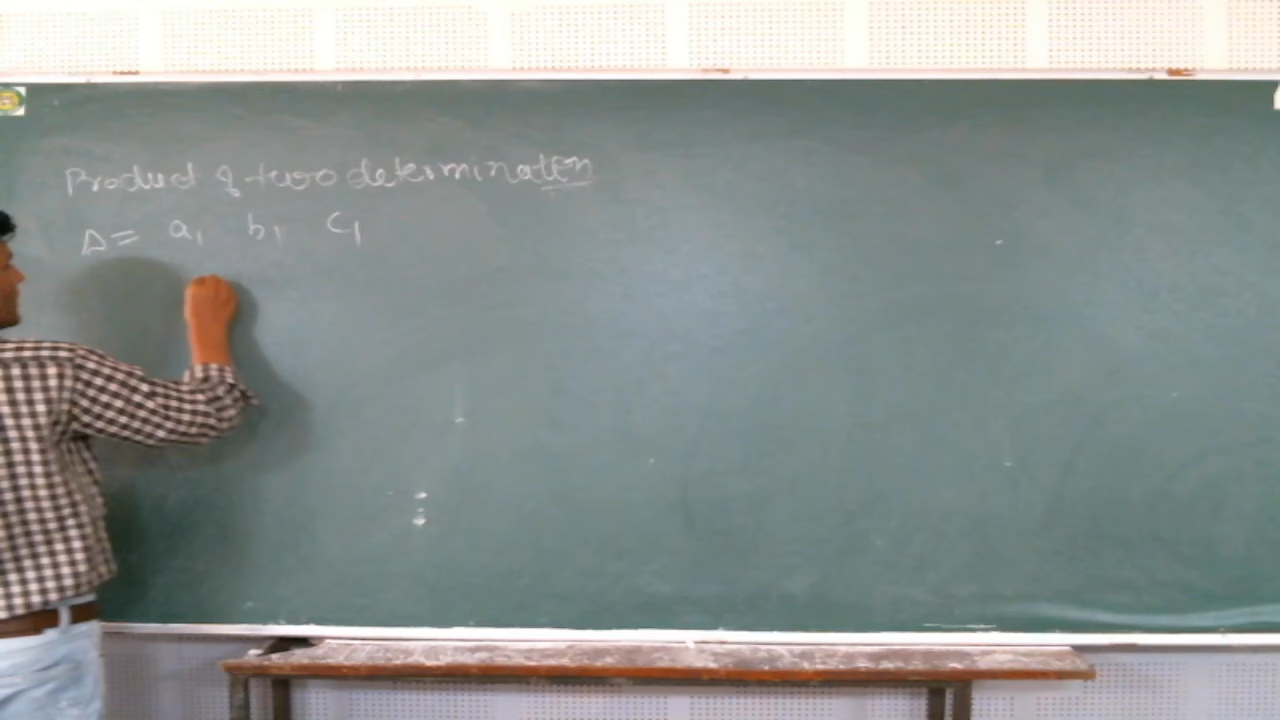 Product of two determinaten
Δ= a₁ b₁ c₁